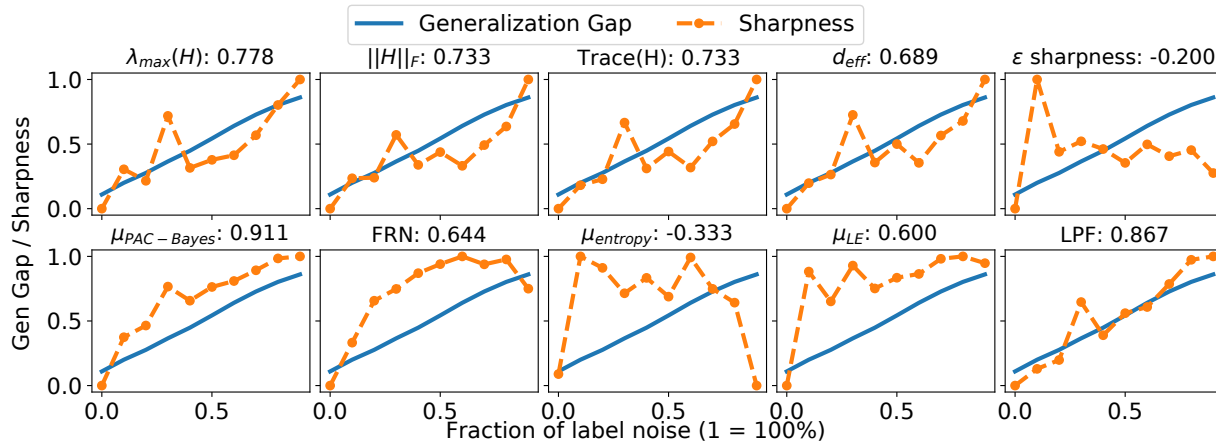 Generalization Gap Sharpness
λmax(H): 0.778 ||H||F: 0.733 Trace(H): 0.733 deff: 0.689 ε sharpness: -0.200
1.0
0.5
0.0
μPAC−Bayes: 0.911 FRN: 0.644 μentropy: -0.333 μLE: 0.600 LPF: 0.867
1.0
0.5
0.0
0.0 0.5 0.0 0.5 0.0 0.5 0.0 0.5 0.0 0.5
Gen Gap / Sharpness
Fraction of label noise (1 = 100%)